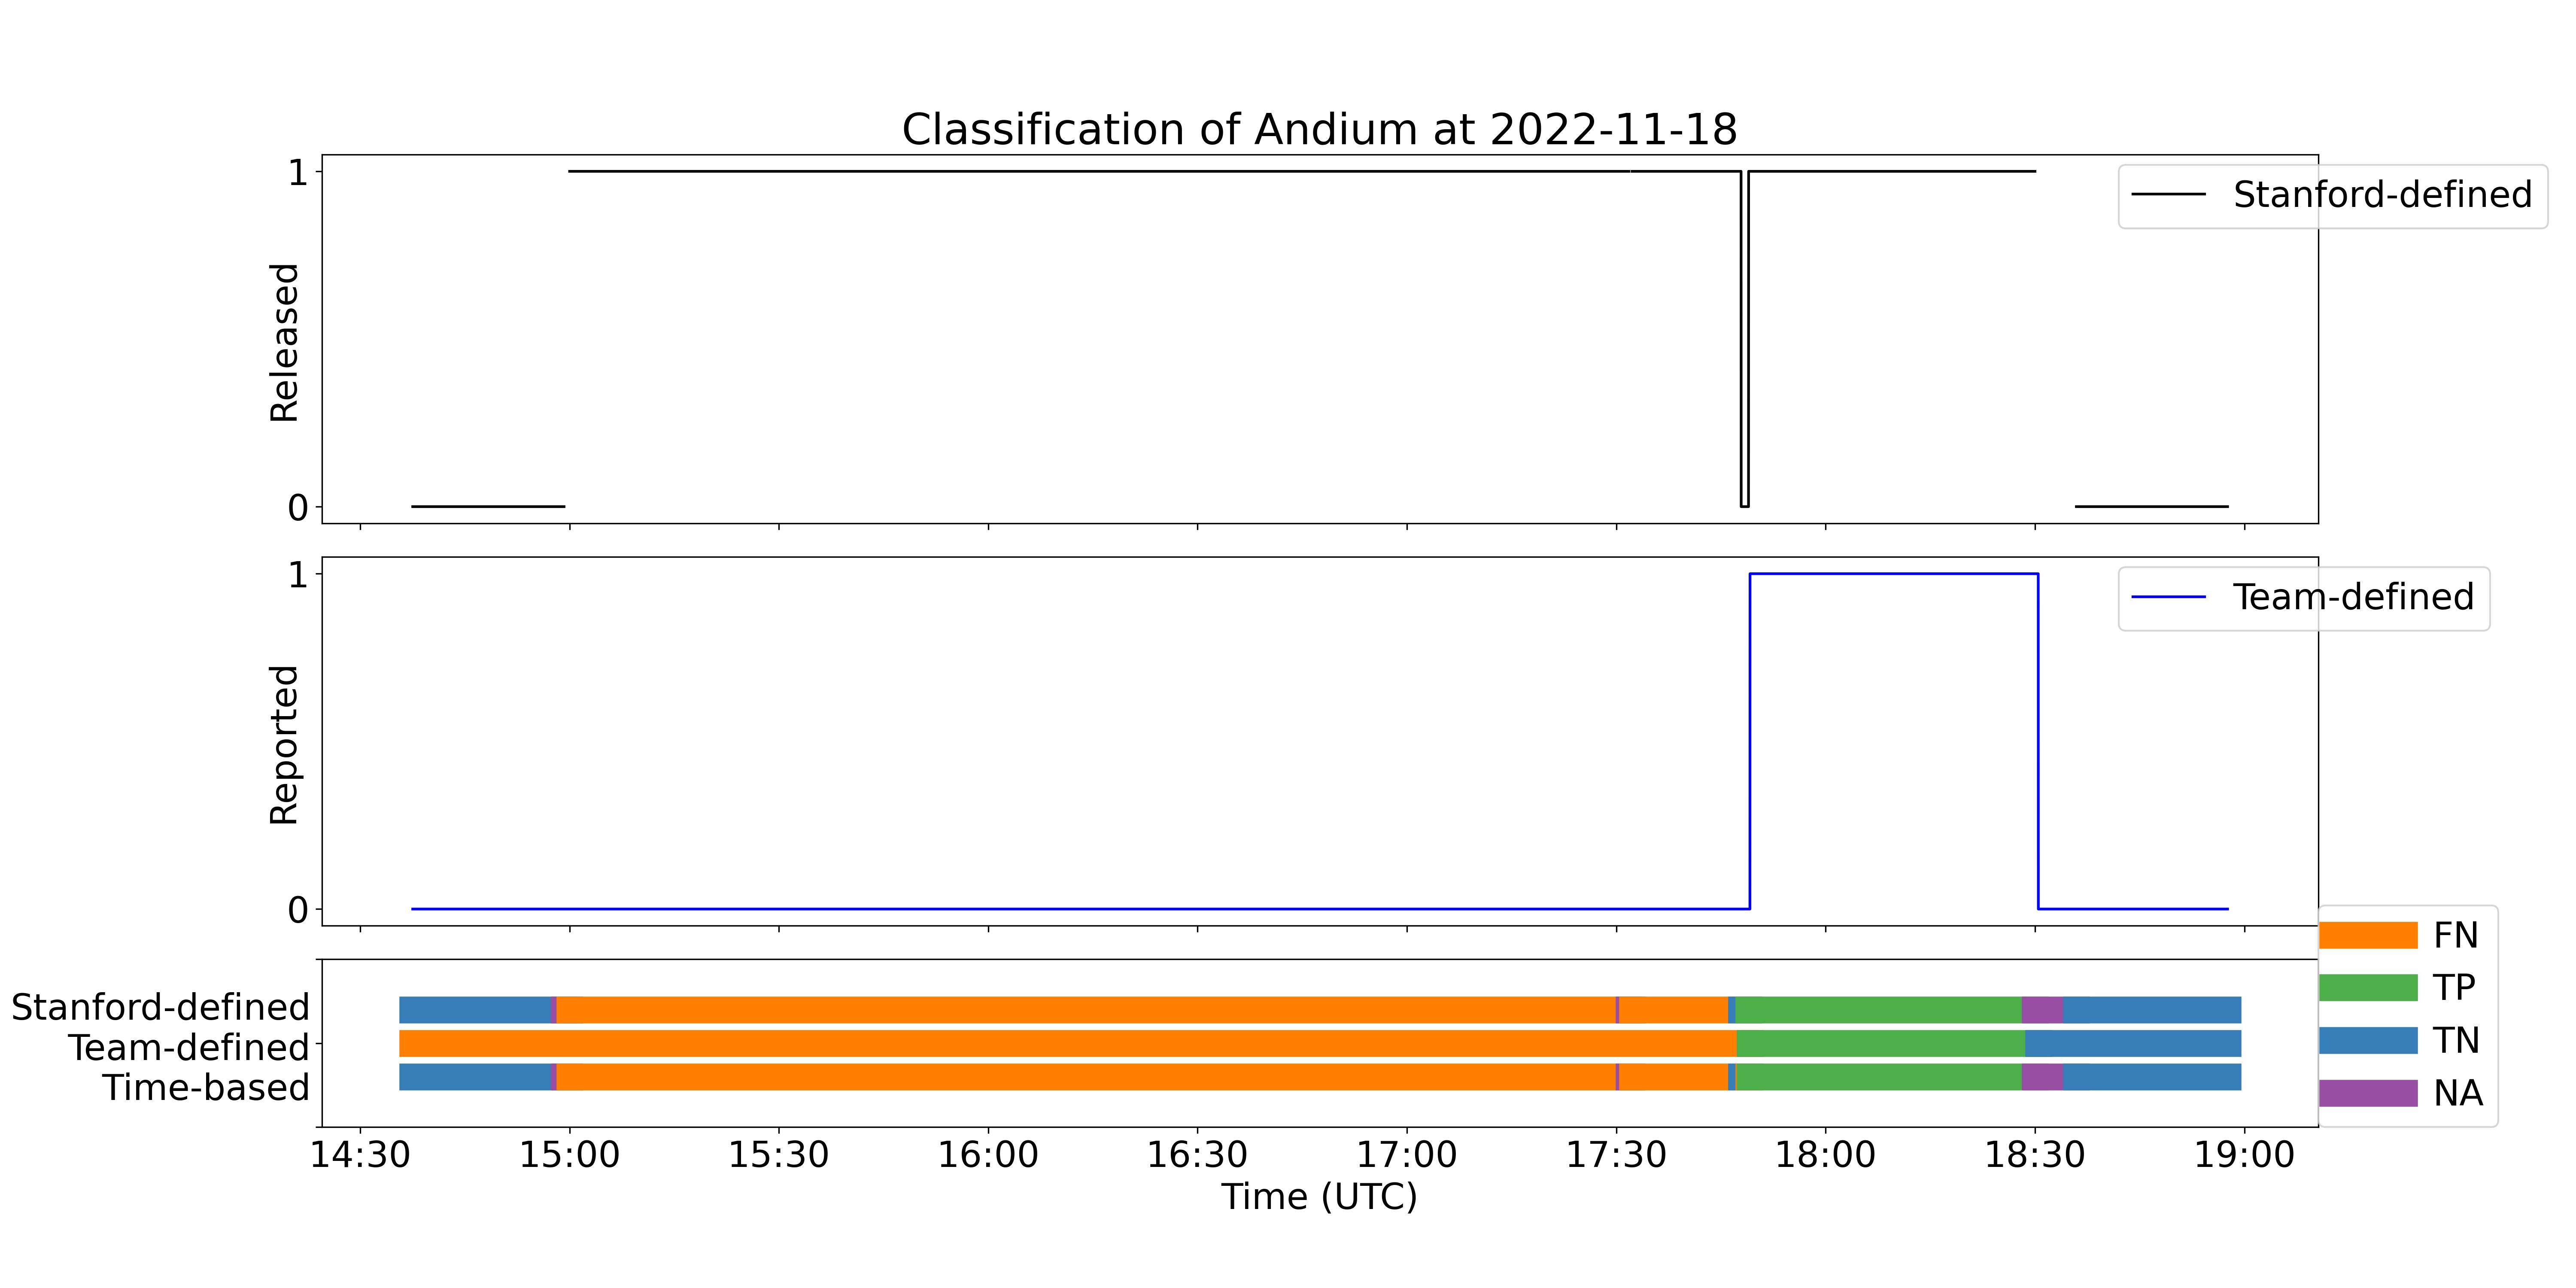 Classification of Andium at 2022-11-18
1
Stanford-defined
Released
0
1
Team-defined
Reported
0
FN
TP
TN
NA
Stanford-defined
Team-defined
Time-based
14:30 15:00 15:30 16:00 16:30 17:00 17:30 18:00 18:30 19:00
Time (UTC)